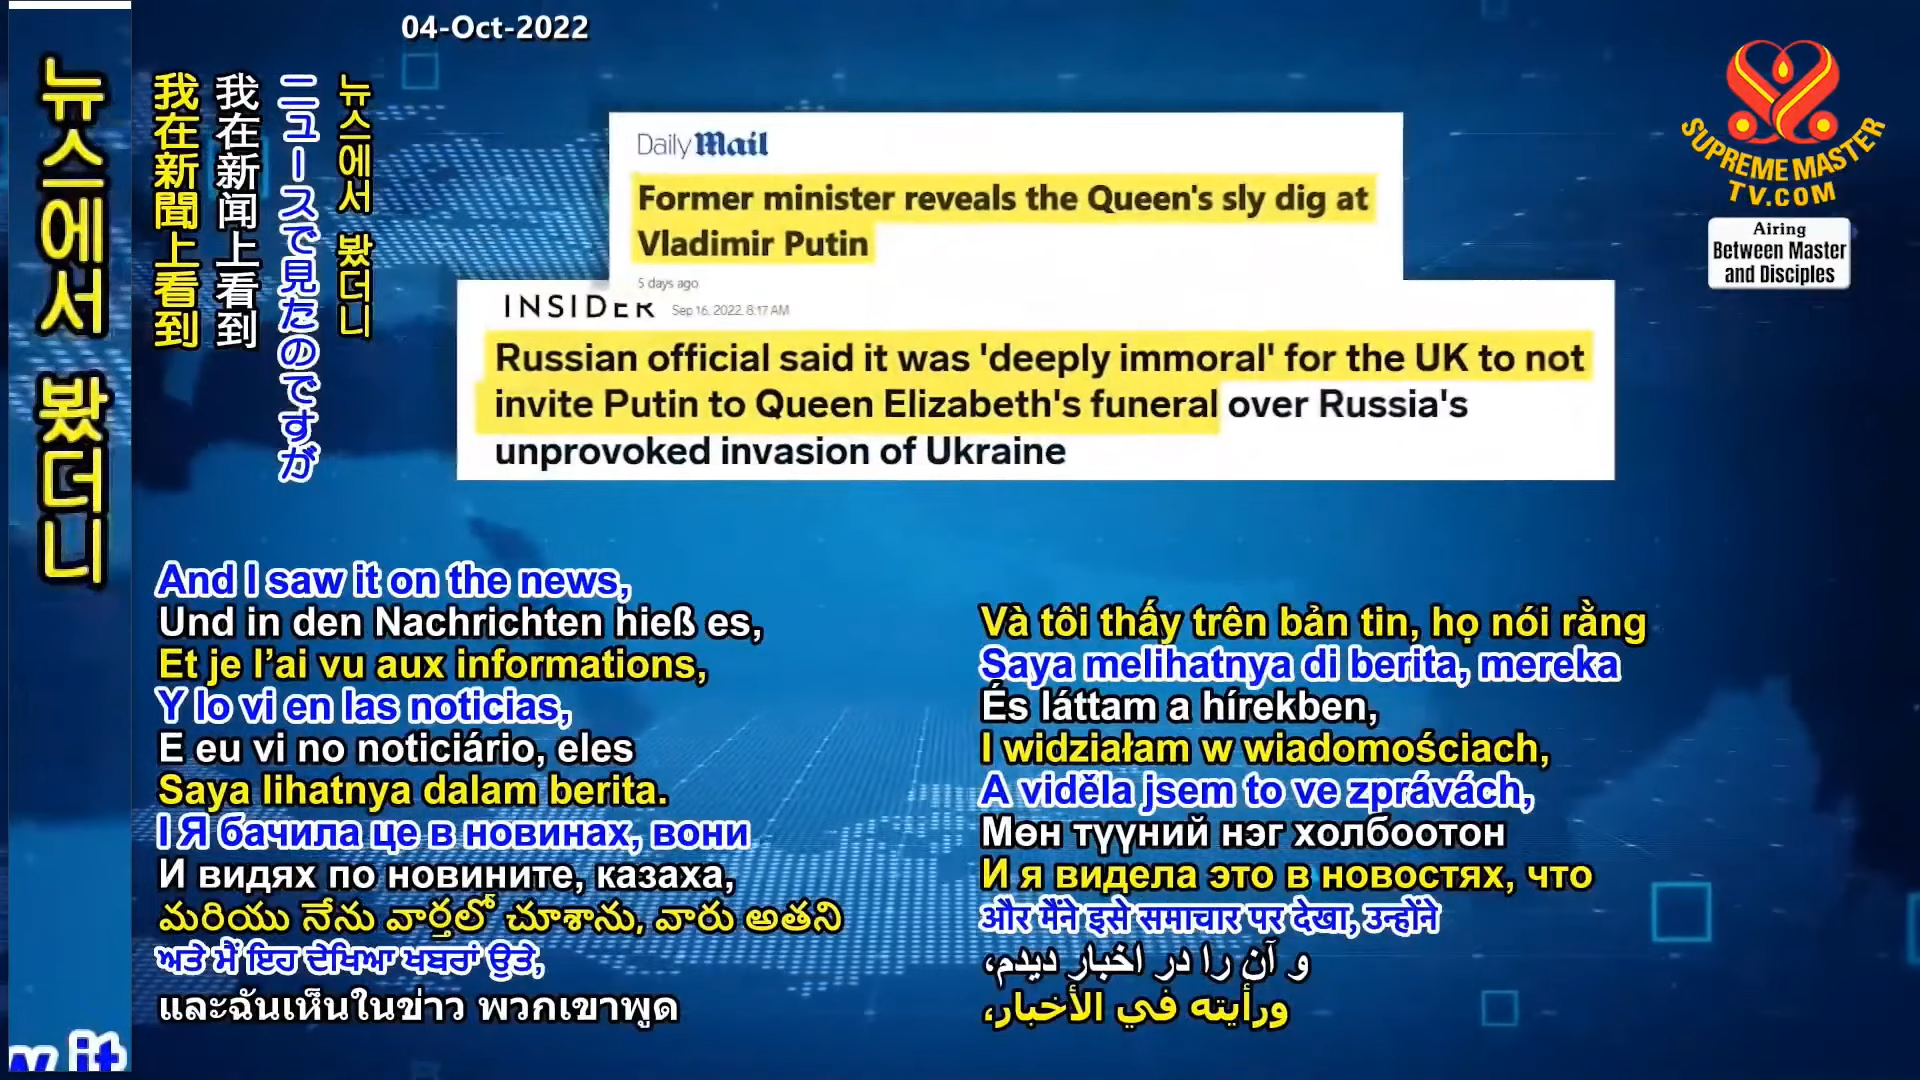 04-Oct-2022
뉴스에서 봤더니
我在新聞上看到
我在新闻上看到
ニュースで見たのですが
뉴스에서 봤더니
Daily Mail
Former minister reveals the Queen's sly dig at
Vladimir Putin
5 days ago
INSIDER Sep 16, 2022, 8:17 AM
Russian official said it was 'deeply immoral' for the UK to not
invite Putin to Queen Elizabeth's funeral over Russia's
unprovoked invasion of Ukraine
SUPREME MASTER
TV.COM
Airing
Between Master
and Disciples
And I saw it on the news,
Und in den Nachrichten hieß es,
Et je l'ai vu aux informations,
Y lo vi en las noticias,
E eu vi no noticiário, eles
Saya lihatnya dalam berita.
І Я бачила це в новинах, вони
И видях по новините, казаха,
మరియు నేను వార్తలో చూశాను, వారు అతని
ਅਤੇ ਮੈਂ ਇਹ ਦੇਖਿਆ ਖਬਰਾਂ ਉਤੇ,
และฉันเห็นในข่าว พวกเขาพูด
Và tôi thấy trên bản tin, họ nói rằng
Saya melihatnya di berita, mereka
És láttam a hírekben,
I widziałam w wiadomościach,
A viděla jsem to ve zprávách,
Мөн түүний нэг холбоотон
И я видела это в новостях, что
और मैंने इसे समाचार पर देखा, उन्होंने
و آن را در اخبار دیدم،
ورأيته في الأخبار،
w it